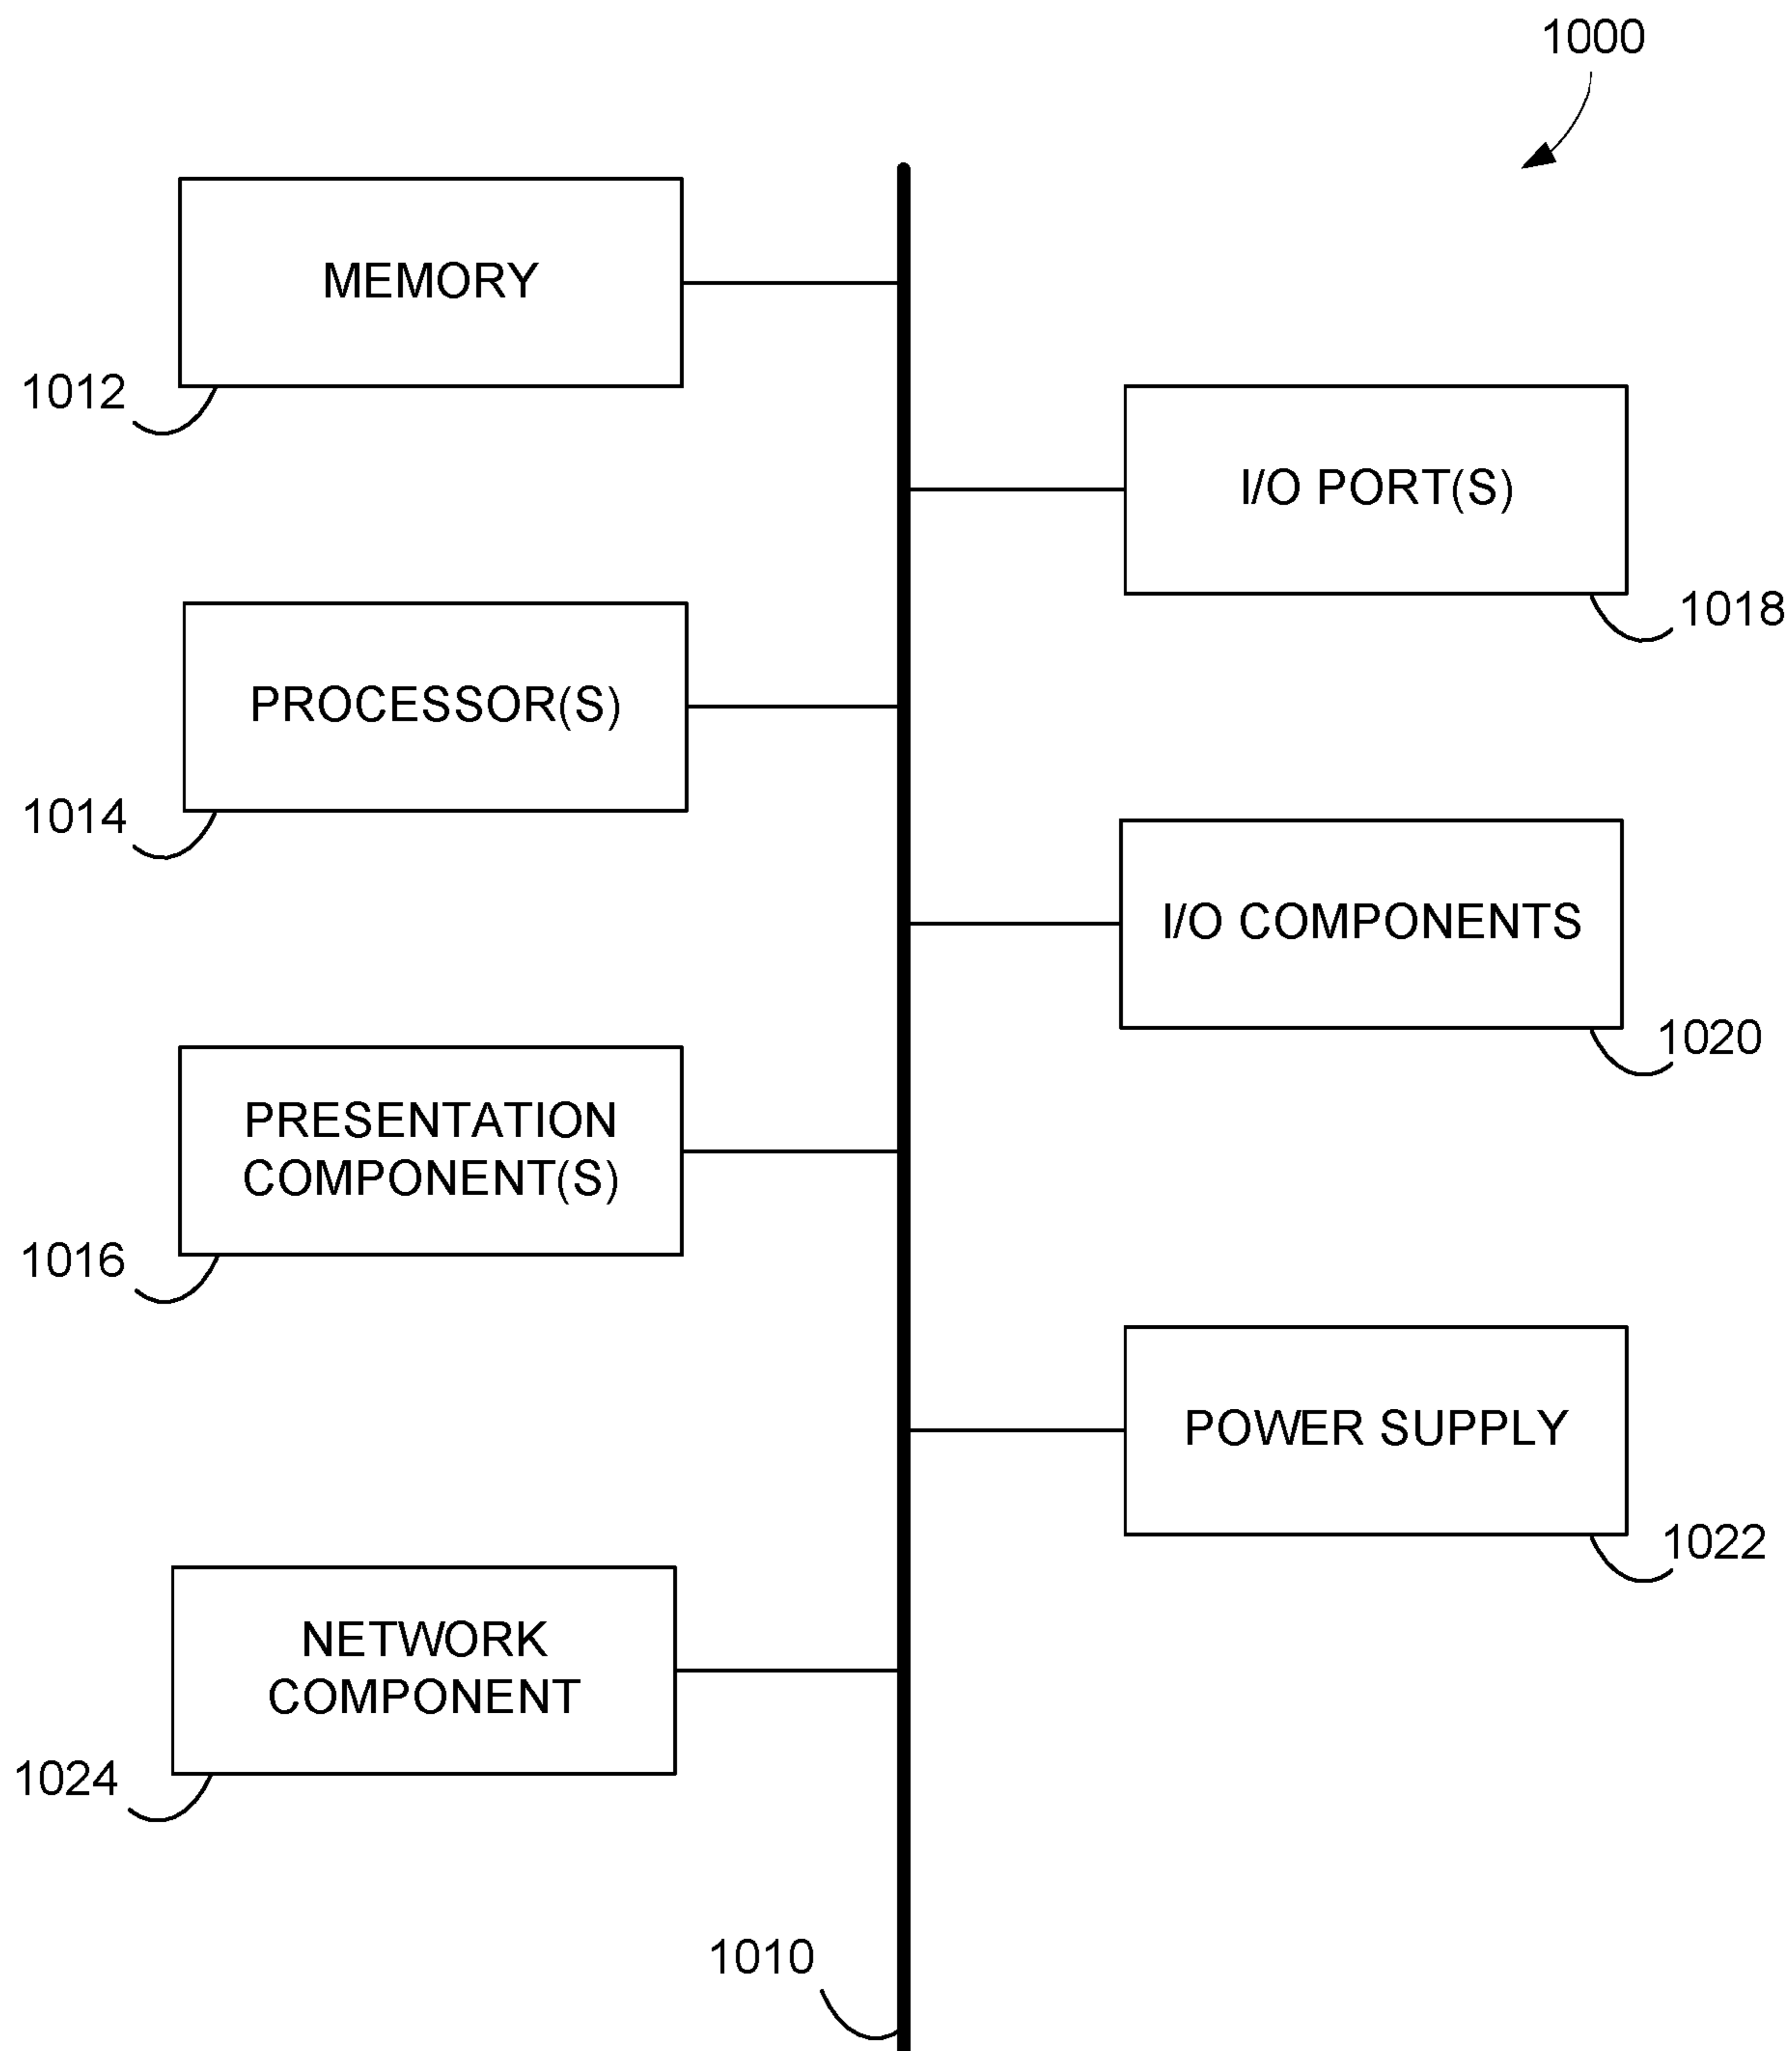 1000
MEMORY
1012
I/O PORT(S)
1018
PROCESSOR(S)
1014
I/O COMPONENTS
1020
PRESENTATION
COMPONENT(S)
1016
POWER SUPPLY
1022
NETWORK
COMPONENT
1024
1010